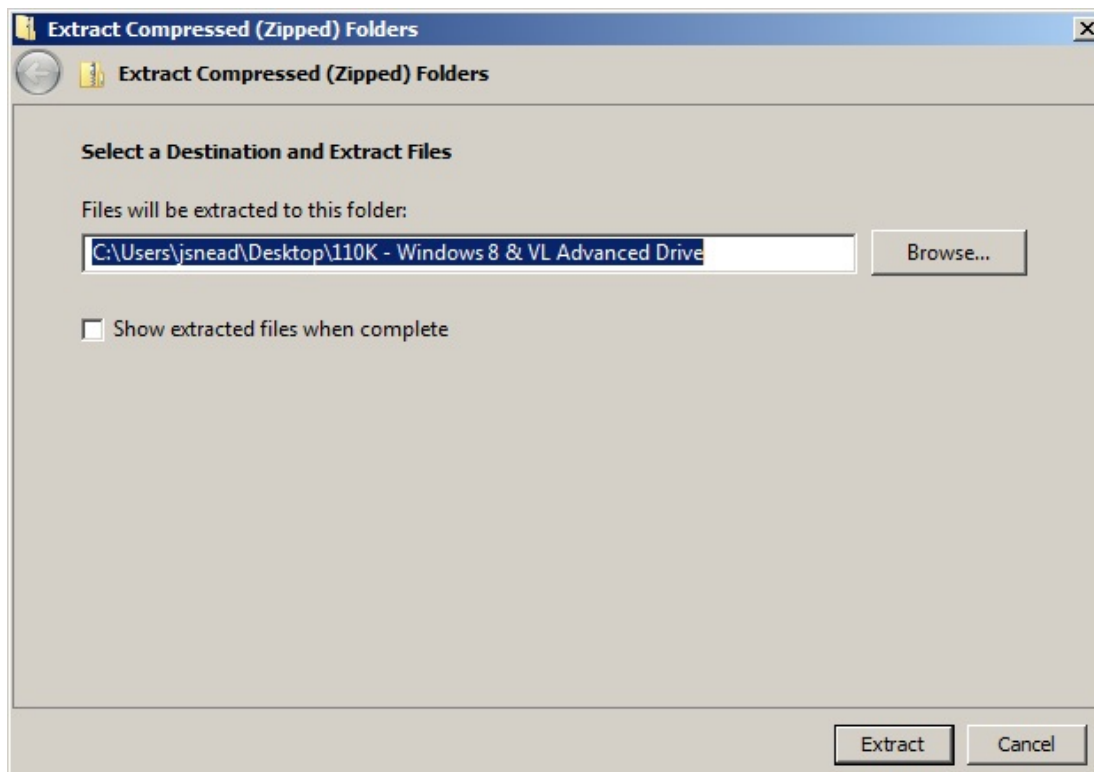 Extract Compressed (Zipped) Folders
Extract Compressed (Zipped) Folders
Select a Destination and Extract Files
Files will be extracted to this folder:
C:\Users\jsnead\Desktop\110K - Windows 8 & VL Advanced Drive
Browse...
Show extracted files when complete
Extract
Cancel